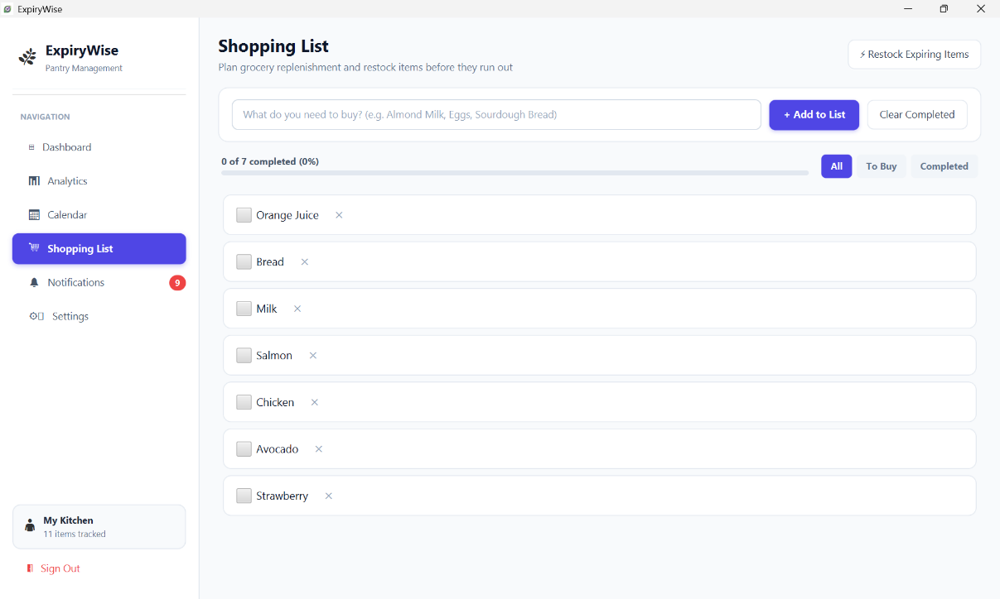 ExpiryWise
ExpiryWise
Pantry Management
NAVIGATION
Dashboard
Analytics
Calendar
Shopping List
Notifications
9
Settings
My Kitchen
11 items tracked
Sign Out
Shopping List
Plan grocery replenishment and restock items before they run out
⚡ Restock Expiring Items
What do you need to buy? (e.g. Almond Milk, Eggs, Sourdough Bread)
+ Add to List
Clear Completed
0 of 7 completed (0%)
All
To Buy
Completed
Orange Juice ×
Bread ×
Milk ×
Salmon ×
Chicken ×
Avocado ×
Strawberry ×